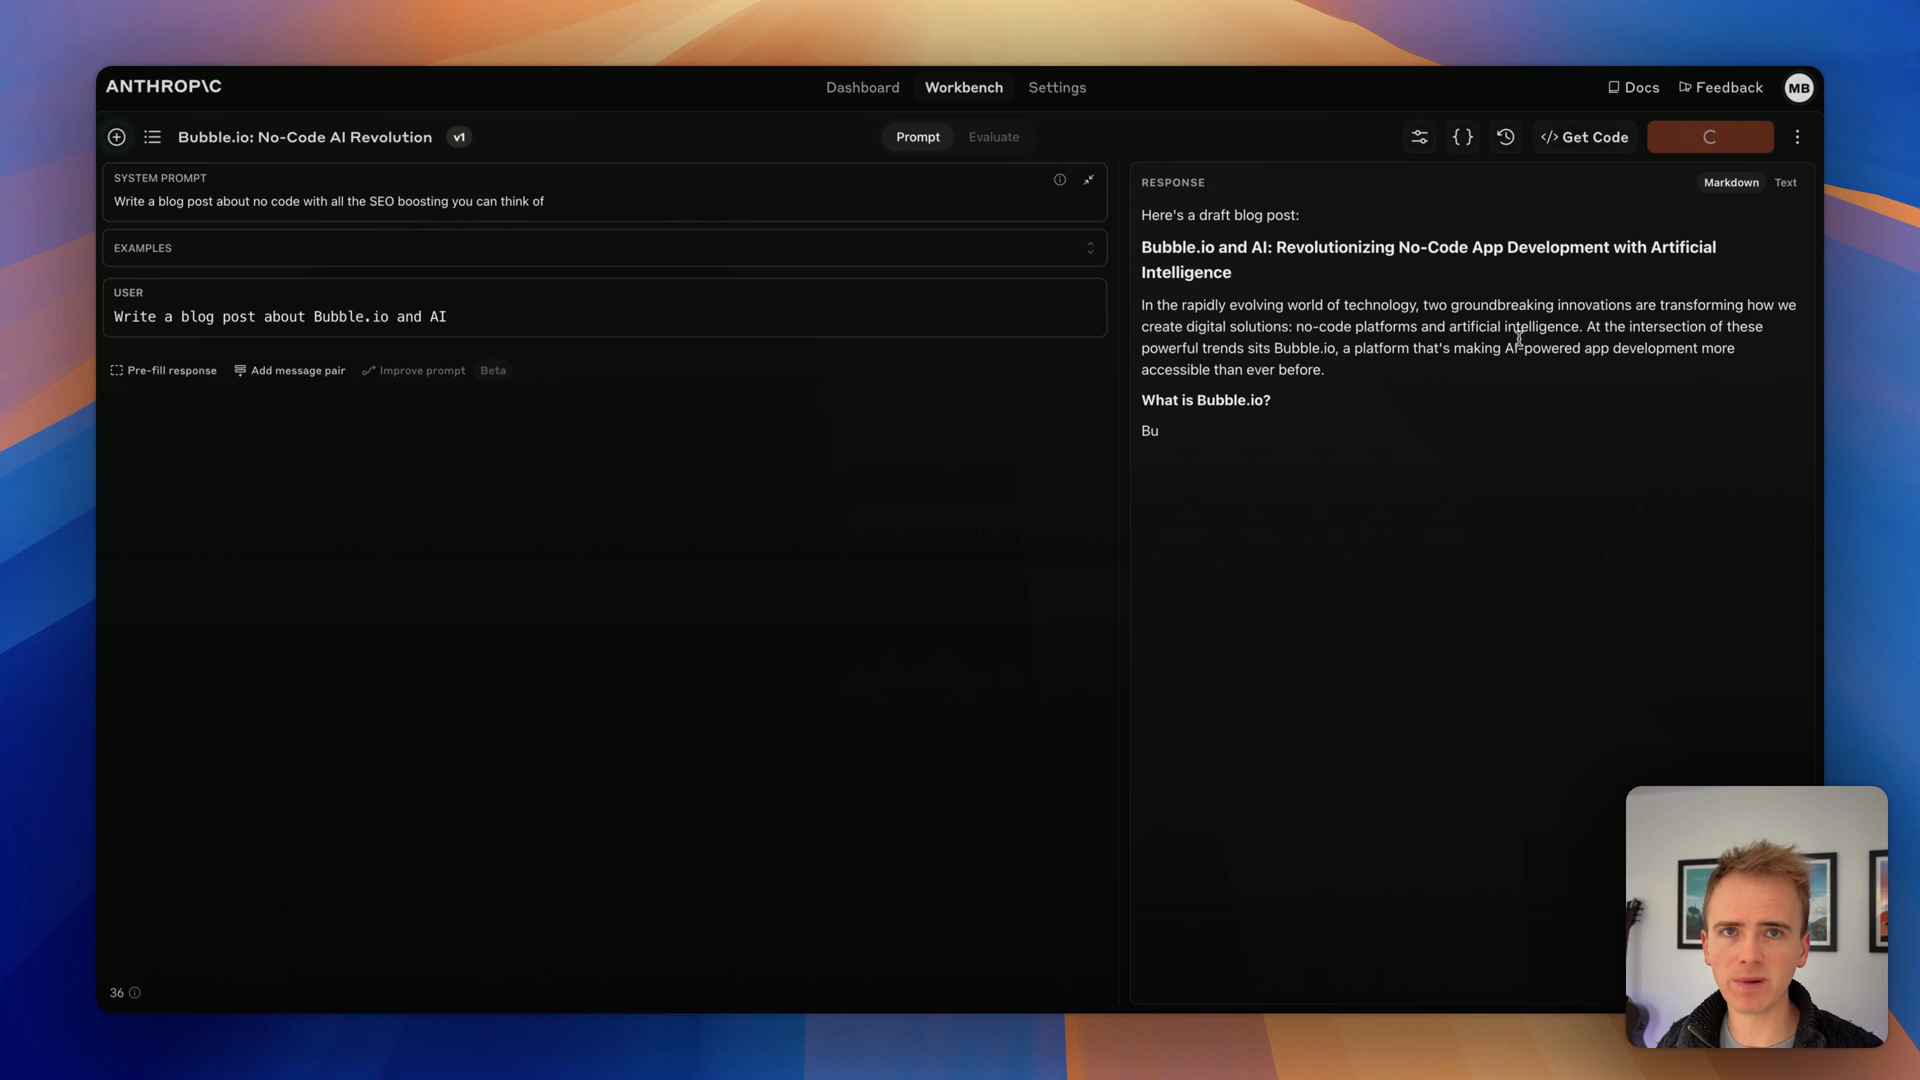 ANTHROP\C
Dashboard
Workbench
Settings
Docs
Feedback
MB
Bubble.io: No-Code AI Revolution
v1
Prompt
Evaluate
</> Get Code
SYSTEM PROMPT
Write a blog post about no code with all the SEO boosting you can think of
EXAMPLES
USER
Write a blog post about Bubble.io and AI
Pre-fill response
Add message pair
Improve prompt
Beta
36
RESPONSE
Markdown
Text
Here's a draft blog post:
Bubble.io and AI: Revolutionizing No-Code App Development with Artificial
Intelligence
In the rapidly evolving world of technology, two groundbreaking innovations are transforming how we
create digital solutions: no-code platforms and artificial intelligence. At the intersection of these
powerful trends sits Bubble.io, a platform that's making AI-powered app development more
accessible than ever before.
What is Bubble.io?
Bu